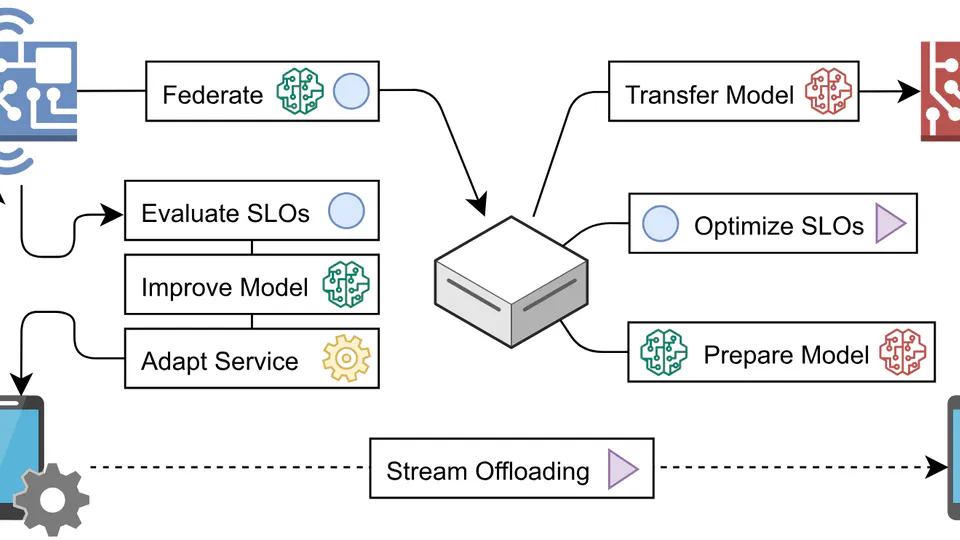 Federate
Transfer Model
Evaluate SLOs
Optimize SLOs
Improve Model
Adapt Service
Prepare Model
Stream Offloading